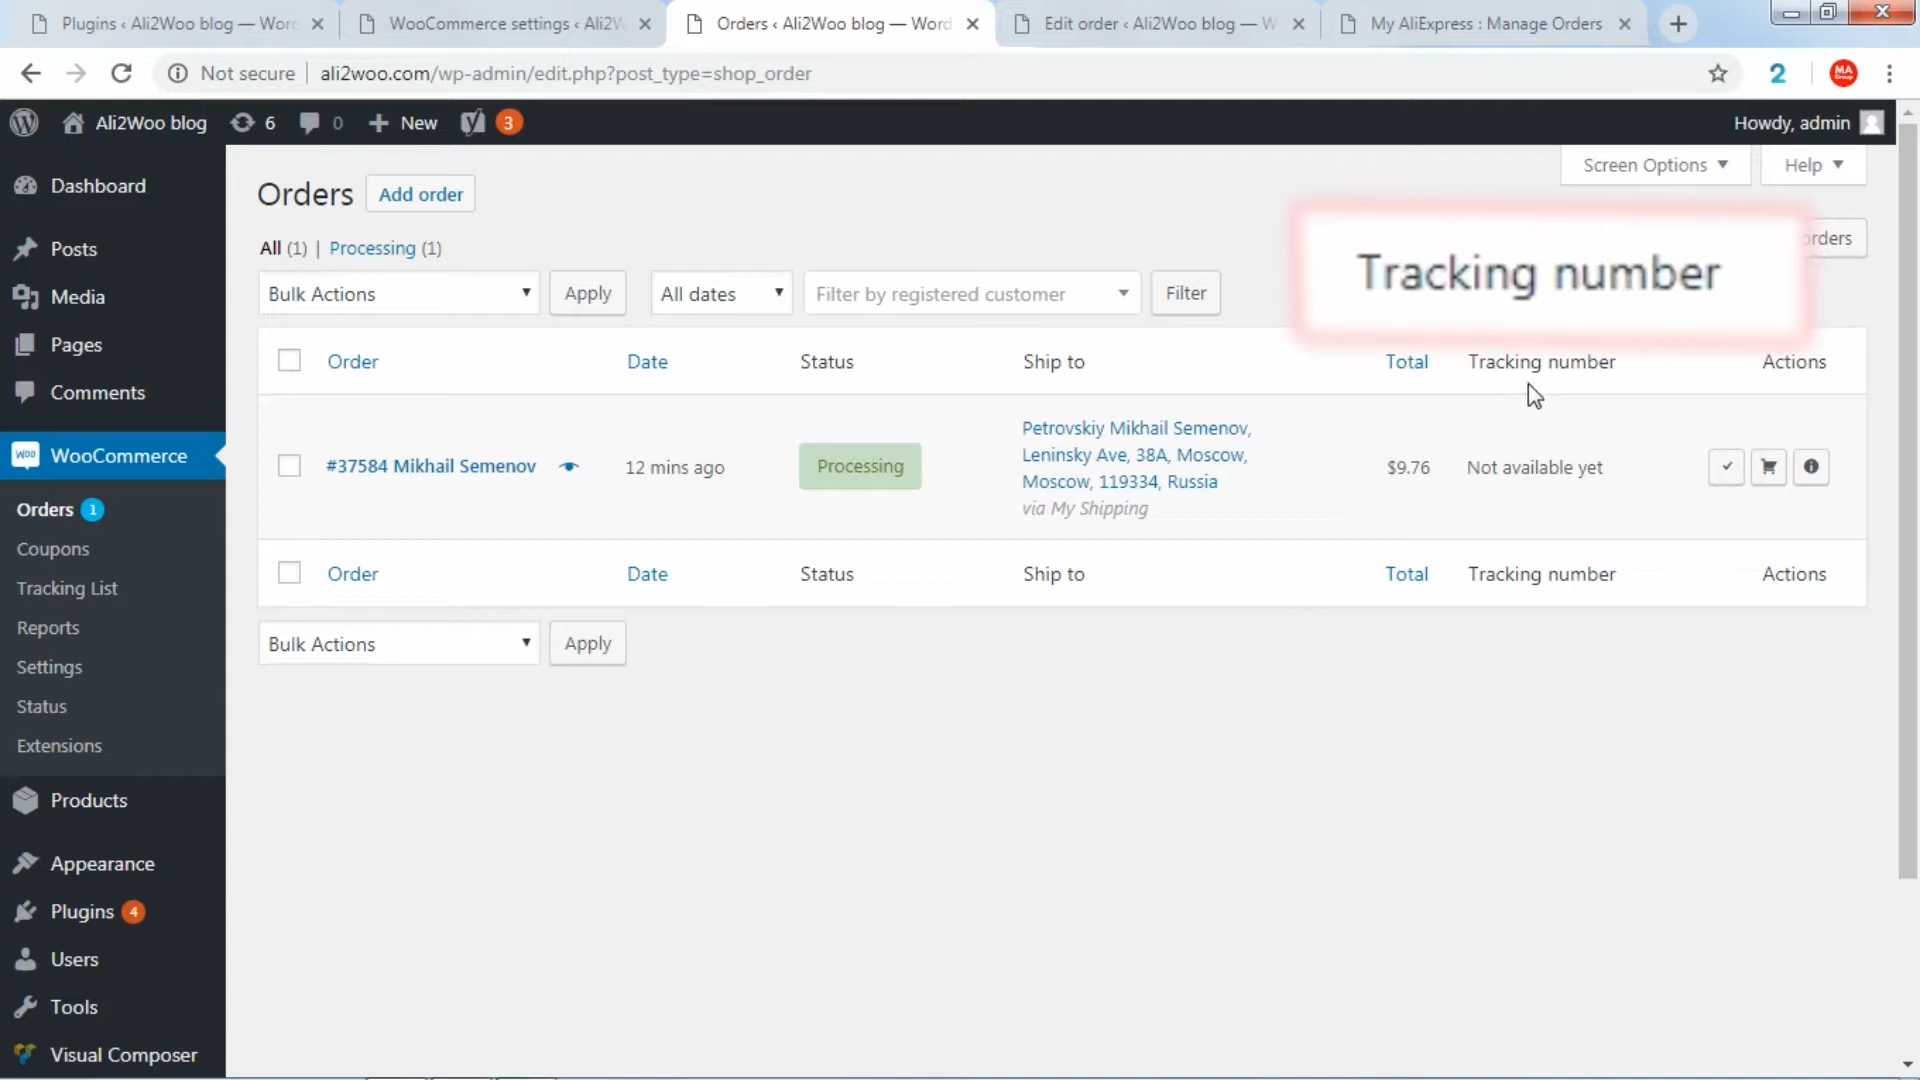 Plugins ‹ Ali2Woo blog — Wor
WooCommerce settings ‹ Ali2W
Orders ‹ Ali2Woo blog — Word
Edit order ‹ Ali2Woo blog — W
My AliExpress : Manage Orders
Not secure
ali2woo.com/wp-admin/edit.php?post_type=shop_order
2
MA
Ali2Woo blog
6
0
New
3
Howdy, admin
Screen Options
Help
Dashboard
Posts
Media
Pages
Comments
WOO
WooCommerce
Orders 1
Coupons
Tracking List
Reports
Settings
Status
Extensions
Products
Appearance
Plugins 4
Users
Tools
Visual Composer
Orders
Add order
All (1) | Processing (1)
Tracking number
orders
Bulk Actions
Apply
All dates
Filter by registered customer
Filter
Order
Date
Status
Ship to
Total
Tracking number
Actions
#37584 Mikhail Semenov
12 mins ago
Processing
Petrovskiy Mikhail Semenov,
Leninsky Ave, 38A, Moscow,
Moscow, 119334, Russia
via My Shipping
$9.76
Not available yet
Order
Date
Status
Ship to
Total
Tracking number
Actions
Bulk Actions
Apply